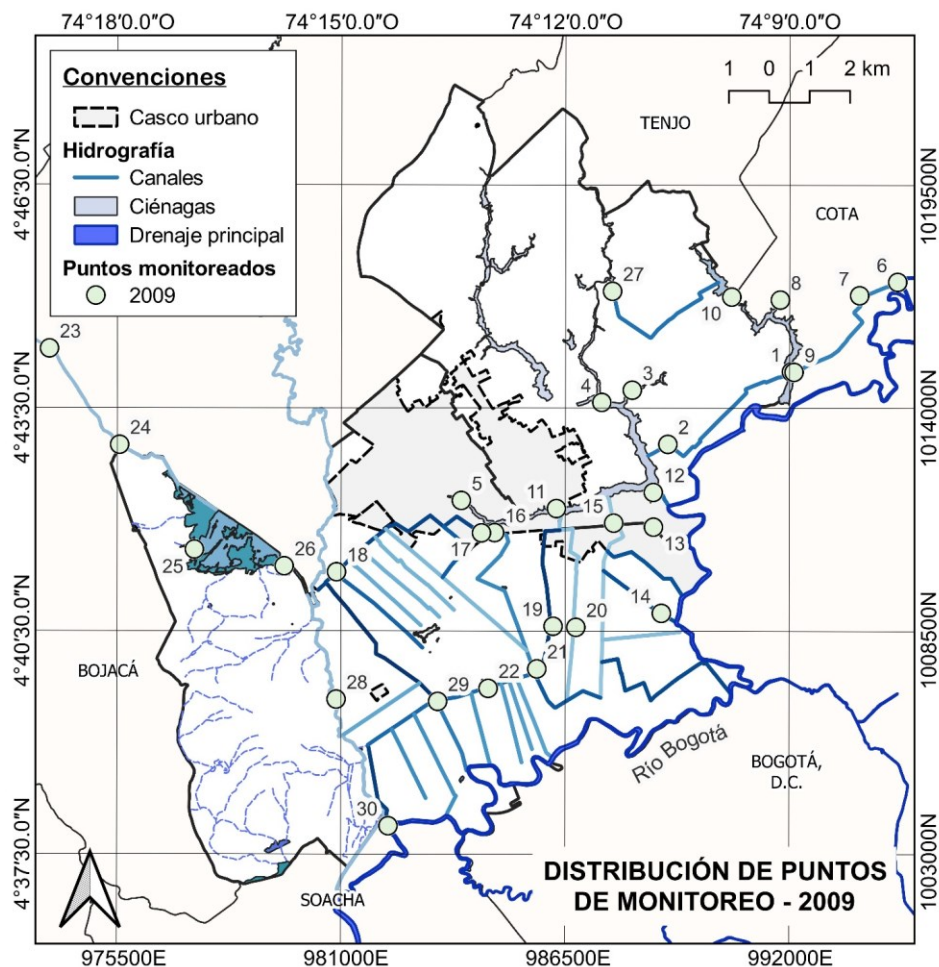 74°18.0'0"O 74°15.0'0"O 74°12.0'0"O 74°9.0'0"O
Convenciones
Casco urbano
Hidrografía
Canales
Ciénagas
Drenaje principal
Puntos monitoreados
2009
1 0 1 2 km
TENJO
COTA
4°46'30.0"N
4°43'30.0"N
4°40'30.0"N
4°37'30.0"N
1019500N
1014000N
1008500N
1003000N
27
10
8
7
6
23
1
9
3
4
24
2
5
11
15
12
16
17
13
25
26
18
19
20
14
21
22
28
29
30
BOJACÁ
Río Bogotá
BOGOTÁ,
D.C.
SOACHA
DISTRIBUCIÓN DE PUNTOS
DE MONITOREO - 2009
975500E 981000E 986500E 992000E